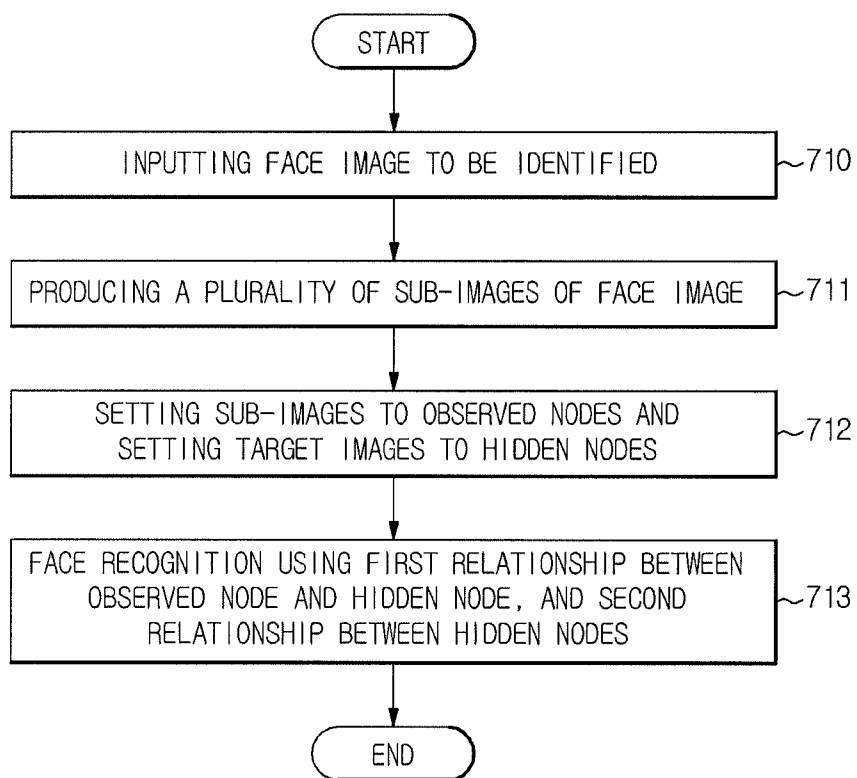 START
INPUTTING FACE IMAGE TO BE IDENTIFIED
710
PRODUCING A PLURALITY OF SUB-IMAGES OF FACE IMAGE
711
SETTING SUB-IMAGES TO OBSERVED NODES AND
SETTING TARGET IMAGES TO HIDDEN NODES
712
FACE RECOGNITION USING FIRST RELATIONSHIP BETWEEN
OBSERVED NODE AND HIDDEN NODE, AND SECOND
RELATIONSHIP BETWEEN HIDDEN NODES
713
END